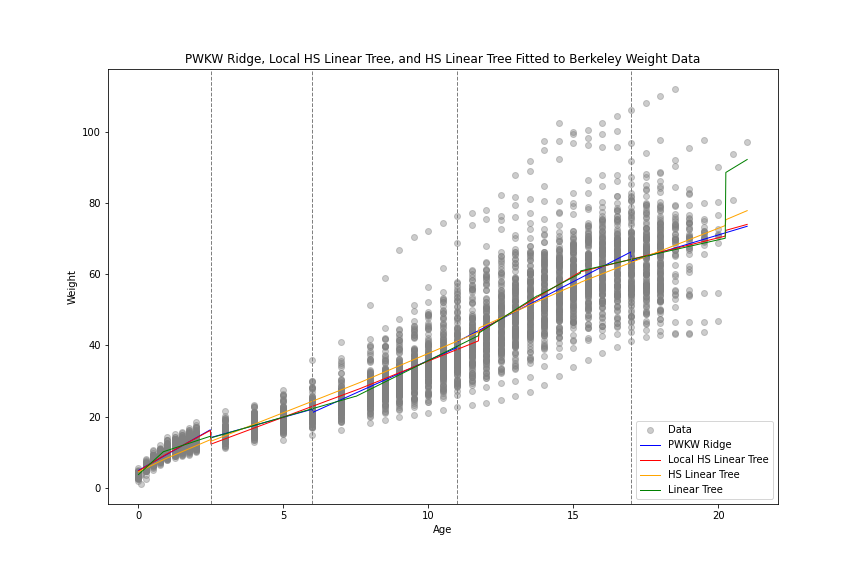 PWKW Ridge, Local HS Linear Tree, and HS Linear Tree Fitted to Berkeley Weight Data
Weight
100
80
60
40
20
0
0 5 10 15 20
Age
Data
PWKW Ridge
Local HS Linear Tree
HS Linear Tree
Linear Tree